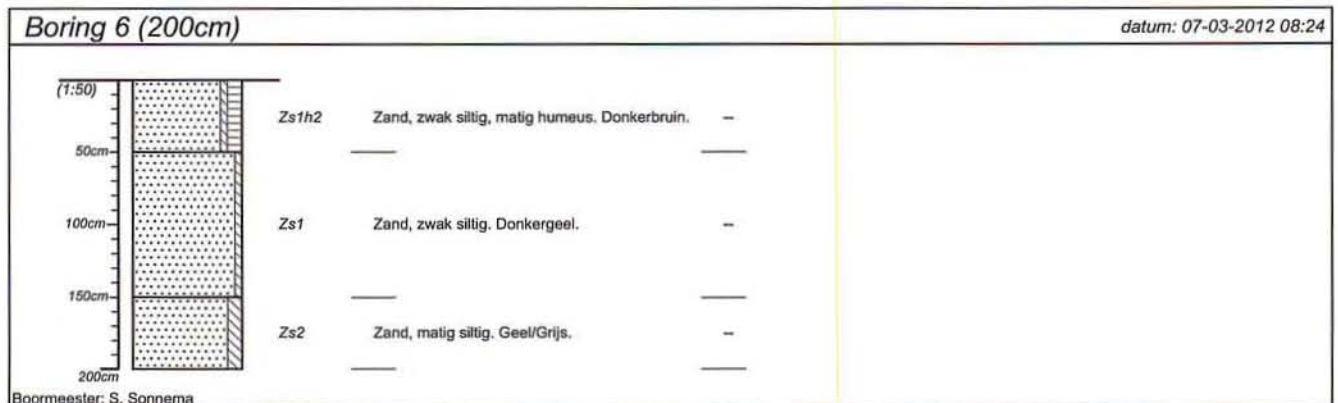 Boring 6 (200cm) datum: 07-03-2012 08:24
(1:50)
Zs1h2 Zand, zwak siltig, matig humeus. Donkerbruin. --
50cm
100cm Zs1 Zand, zwak siltig. Donkergeel. --
150cm
Zs2 Zand, matig siltig. Geel/Grijs. --
200cm
Boormeester: S. Sonnema